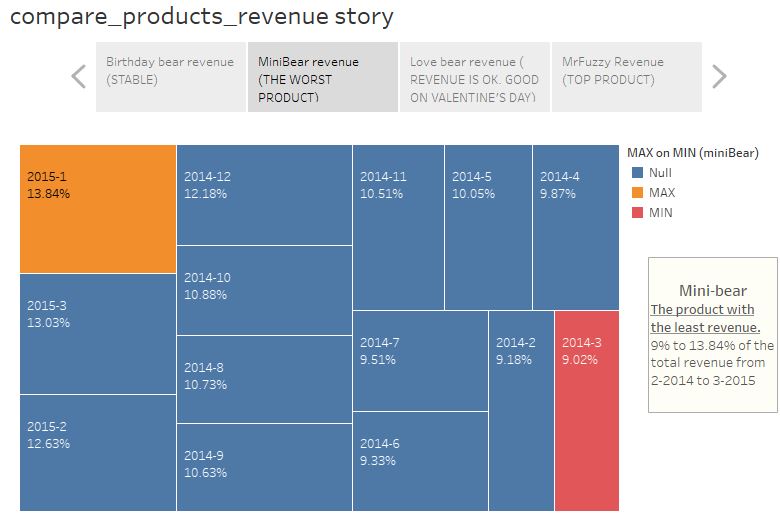 compare_products_revenue story
Birthday bear revenue
(STABLE)
MiniBear revenue
(THE WORST
PRODUCT)
Love bear revenue (
REVENUE IS OK. GOOD
ON VALENTINE'S DAY)
MrFuzzy Revenue
(TOP PRODUCT)
2015-1
13.84%
2015-3
13.03%
2015-2
12.63%
2014-12
12.18%
2014-10
10.88%
2014-8
10.73%
2014-9
10.63%
2014-11
10.51%
2014-5
10.05%
2014-4
9.87%
2014-7
9.51%
2014-6
9.33%
2014-2
9.18%
2014-3
9.02%
MAX on MIN (miniBear)
Null
MAX
MIN
Mini-bear
The product with
the least revenue.
9% to 13.84% of the
total revenue from
2-2014 to 3-2015